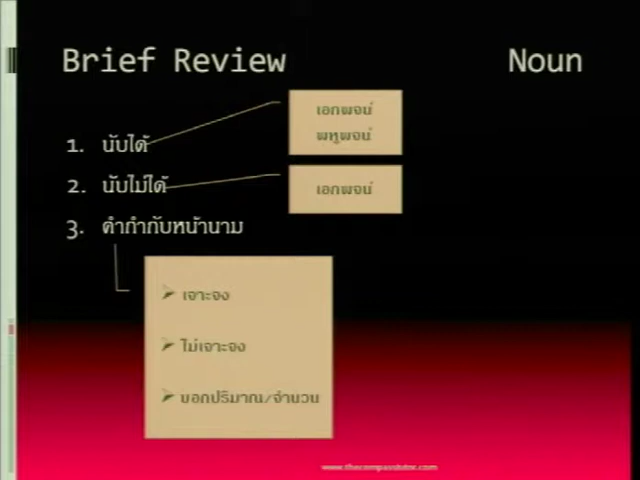 Brief Review Noun
1. นับได้
เอกพจน์
พหูพจน์
2. นับไม่ได้
เอกพจน์
3. คำกำกับหน้านาม
➢ เจาะจง
➢ ไม่เจาะจง
➢ บอกปริมาณ/จำนวน
www.thecompasstutor.com